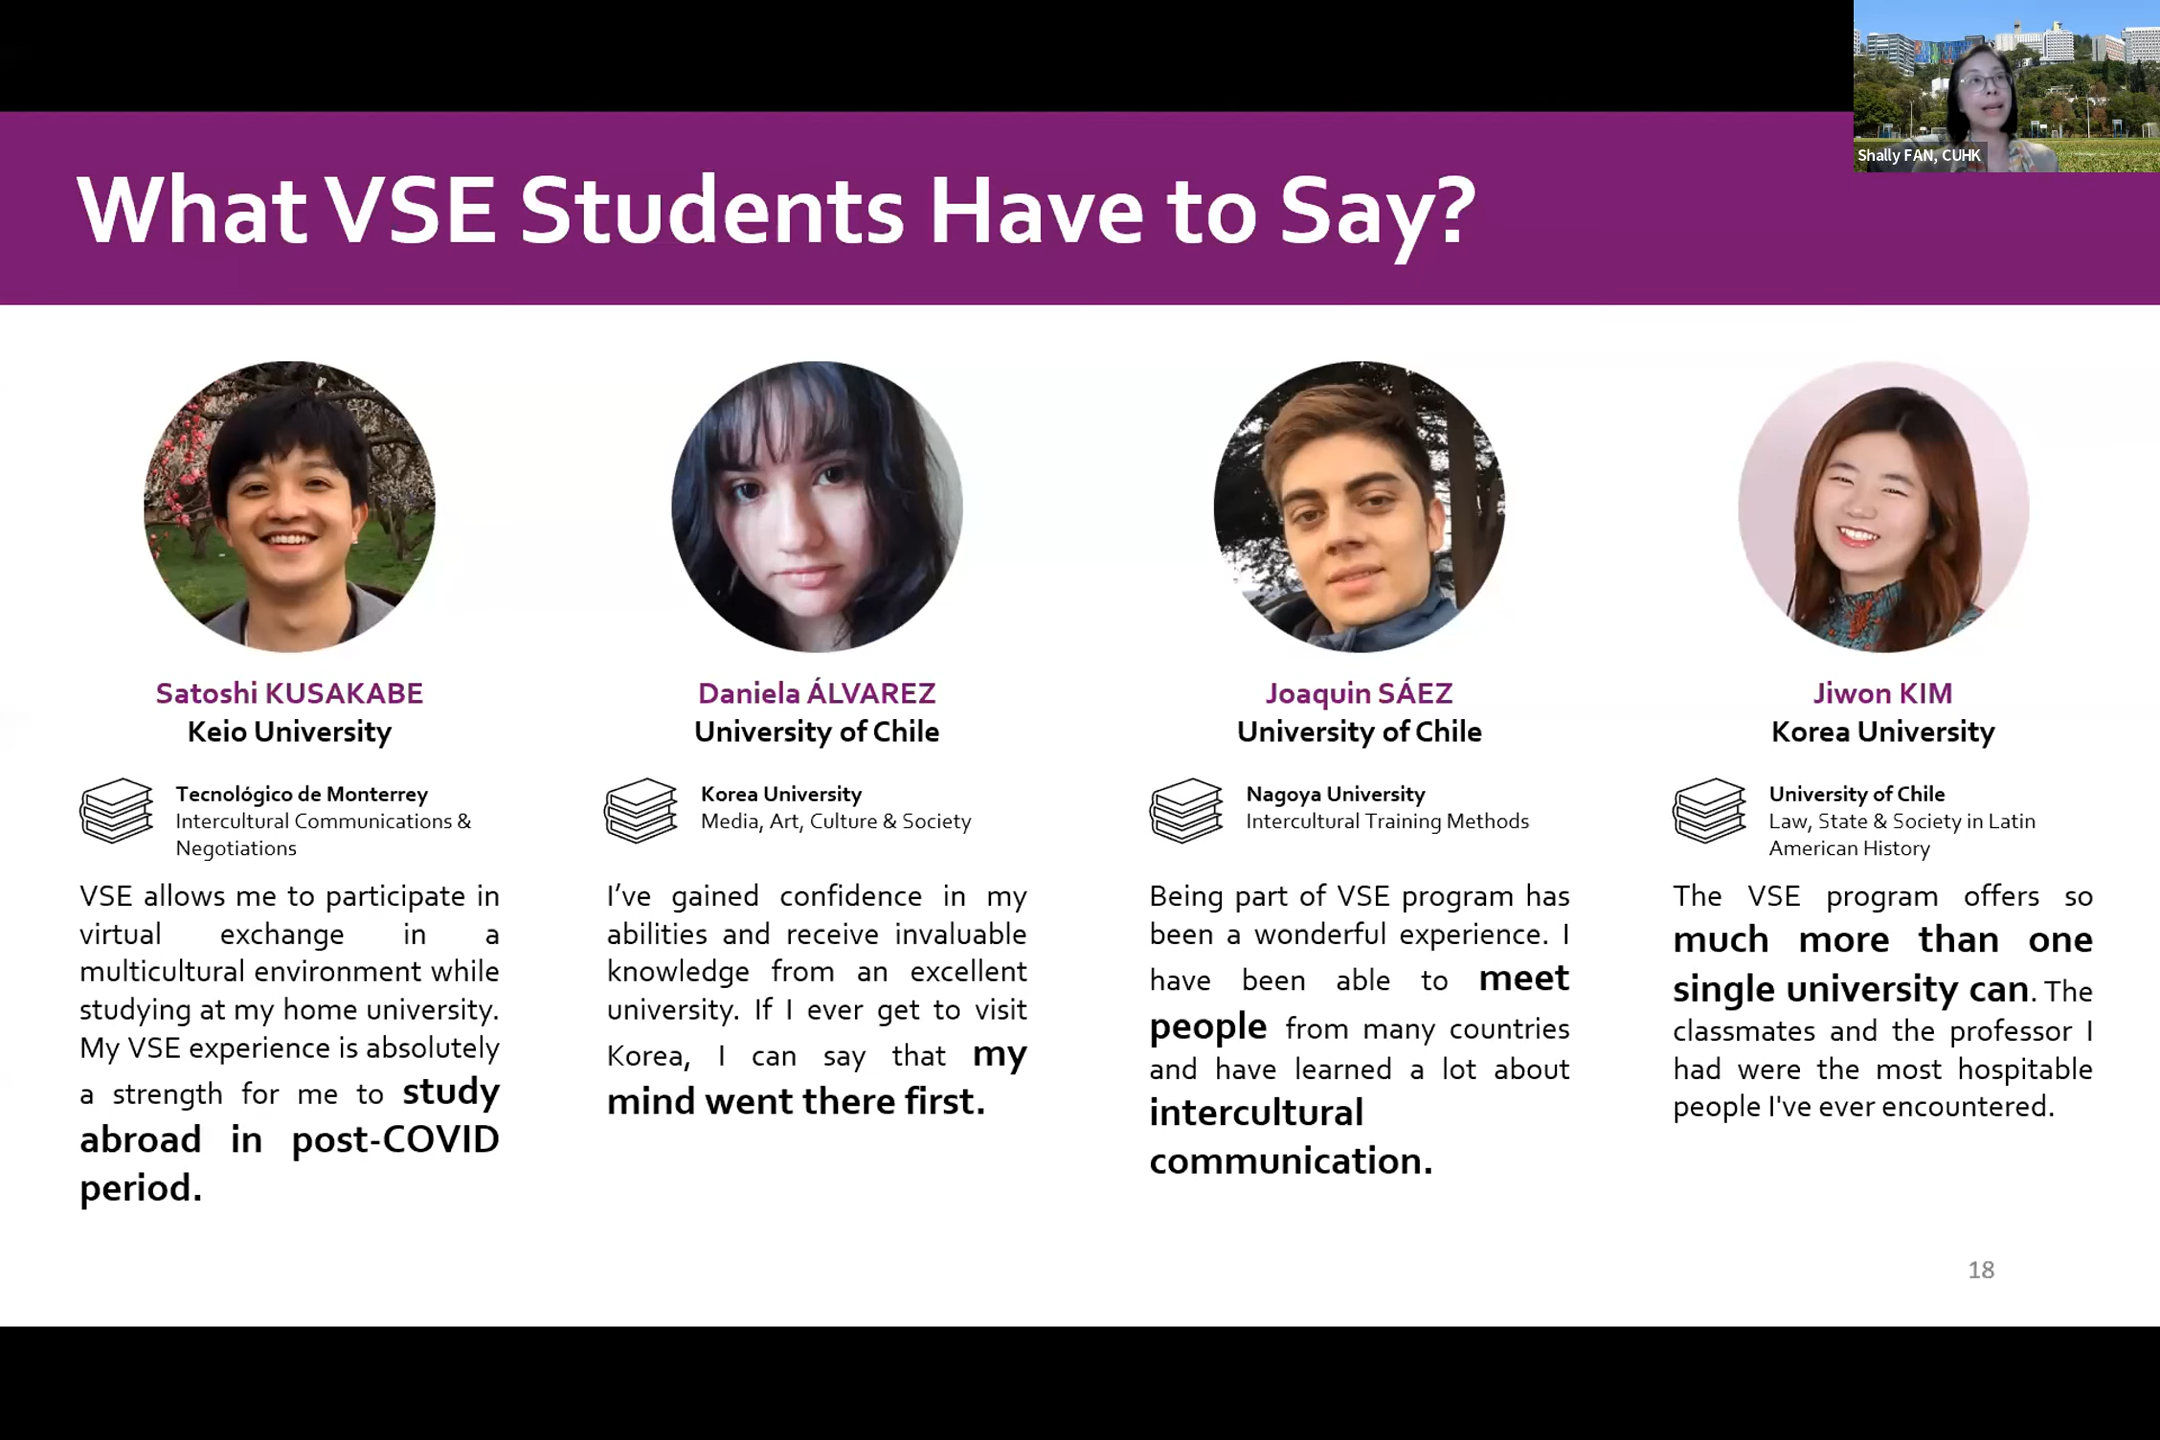 Shally FAN, CUHK
What VSE Students Have to Say?
Satoshi KUSAKABE
Keio University
Tecnológico de Monterrey
Intercultural Communications &
Negotiations
VSE allows me to participate in
virtual exchange in a
multicultural environment while
studying at my home university.
My VSE experience is absolutely
a strength for me to study
abroad in post-COVID
period.
Daniela ÁLVAREZ
University of Chile
Korea University
Media, Art, Culture & Society
I've gained confidence in my
abilities and receive invaluable
knowledge from an excellent
university. If I ever get to visit
Korea, I can say that my
mind went there first.
Joaquin SÁEZ
University of Chile
Nagoya University
Intercultural Training Methods
Being part of VSE program has
been a wonderful experience. I
have been able to meet
people from many countries
and have learned a lot about
intercultural
communication.
Jiwon KIM
Korea University
University of Chile
Law, State & Society in Latin
American History
The VSE program offers so
much more than one
single university can. The
classmates and the professor I
had were the most hospitable
people I've ever encountered.
18